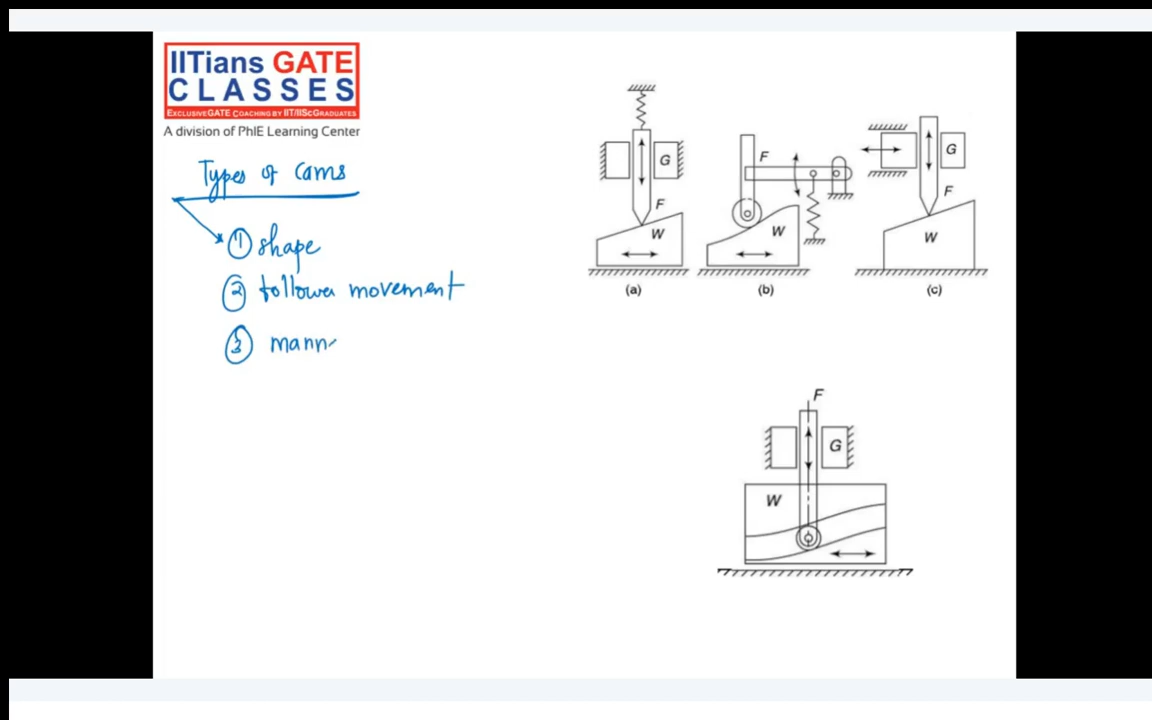 IITians GATE
CLASSES
EXCLUSIVE GATE COACHING BY IIT/IISC GRADUATES
A division of PhIE Learning Center
Types of Cams
① shape
② follower movement
③ mann
G
F
W
(a)
F
W
(b)
G
F
W
(c)
F
G
W